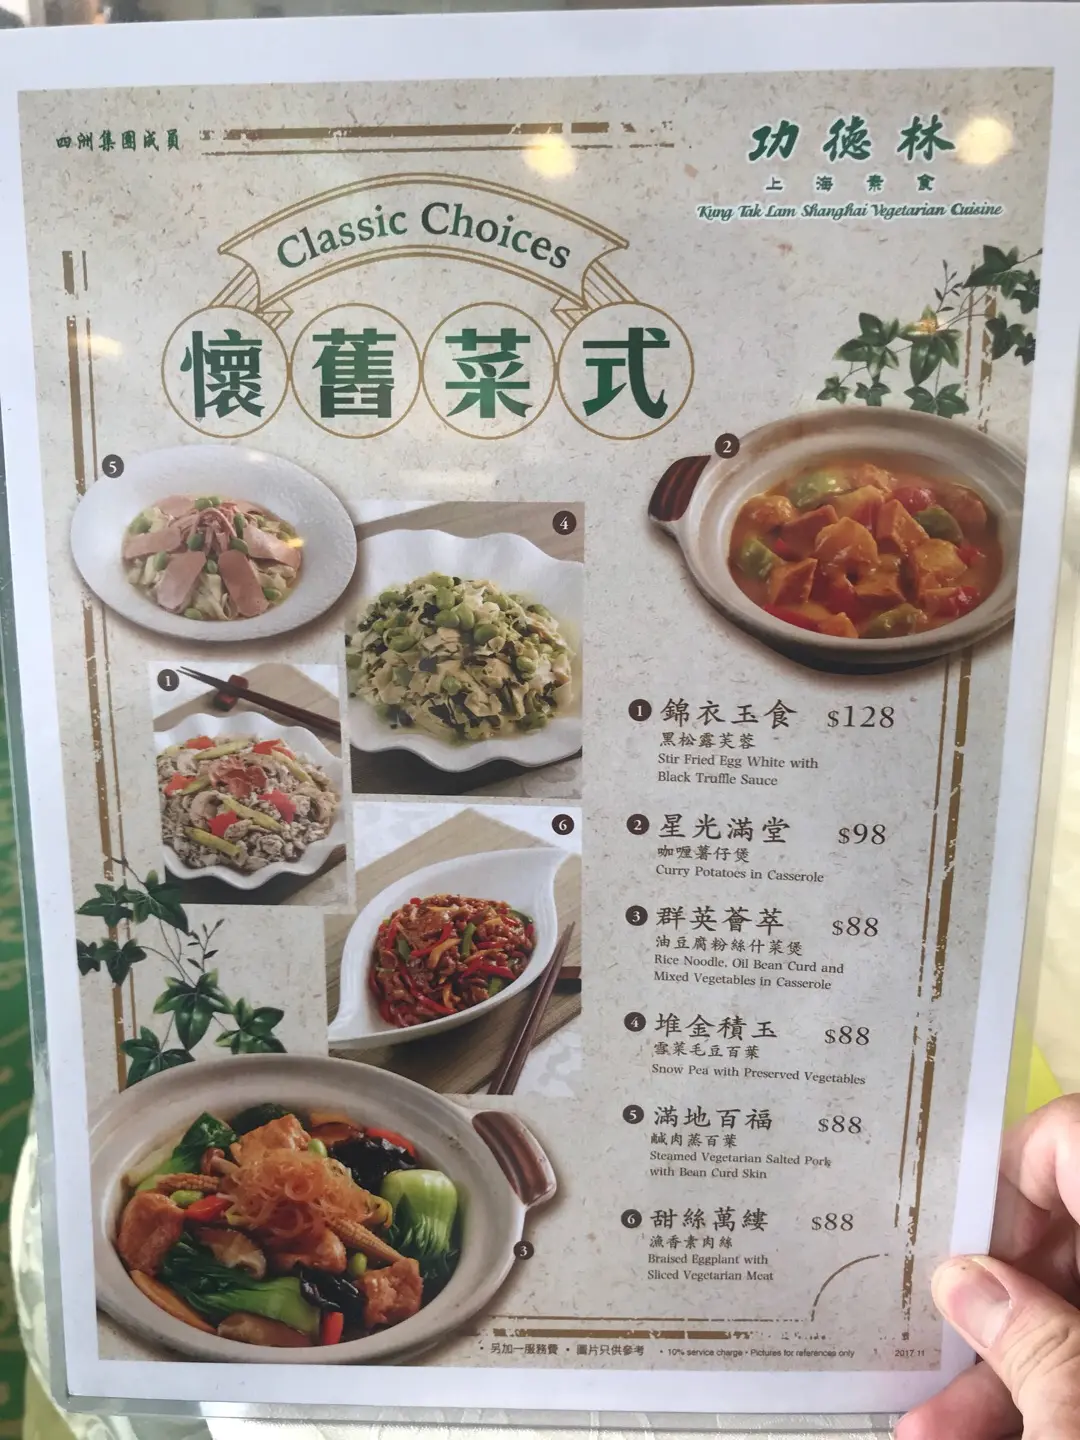 四洲集團成員
功德林
上海素食
Kung Tak Lam Shanghai Vegetarian Cuisine
Classic Choices
懷舊菜式
5
4
2
1
6
3
1 錦衣玉食 $128
黑松露芙蓉
Stir Fried Egg White with
Black Truffle Sauce
2 星光滿堂 $98
咖喱薯仔煲
Curry Potatoes in Casserole
3 群英薈萃 $88
油豆腐粉絲什菜煲
Rice Noodle, Oil Bean Curd and
Mixed Vegetables in Casserole
4 堆金積玉 $88
雪菜毛豆百葉
Snow Pea with Preserved Vegetables
5 滿地百福 $88
鹹肉蒸百葉
Steamed Vegetarian Salted Pork
with Bean Curd Skin
6 甜絲萬縷 $88
漁香素肉絲
Braised Eggplant with
Sliced Vegetarian Meat
• 另加一服務費 • 圖片只供參考 • 10% service charge • Pictures for references only 2017.11